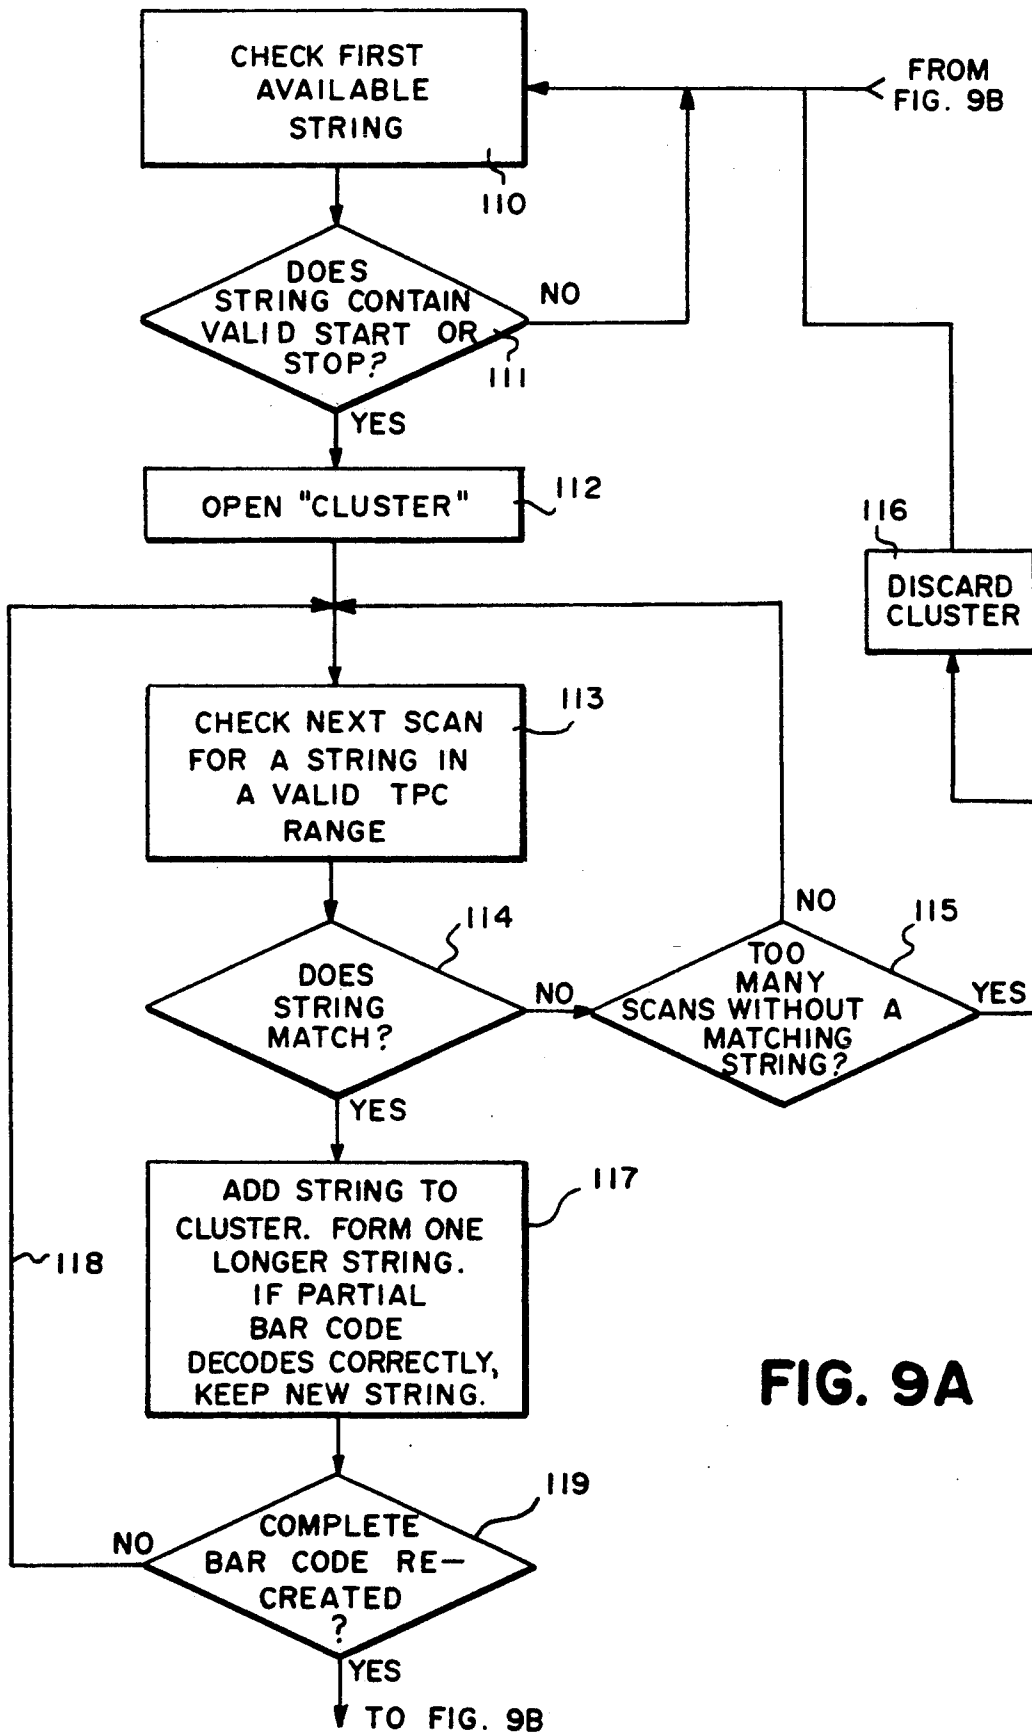 CHECK FIRST
AVAILABLE
STRING
110
FROM
FIG. 9B
DOES
STRING CONTAIN
VALID START OR
STOP?
111
NO
YES
OPEN "CLUSTER"
112
116
DISCARD
CLUSTER
CHECK NEXT SCAN
FOR A STRING IN
A VALID TPC
RANGE
113
DOES
STRING
MATCH?
114
NO
YES
TOO
MANY
SCANS WITHOUT A
MATCHING
STRING?
115
NO
YES
ADD STRING TO
CLUSTER. FORM ONE
LONGER STRING.
IF PARTIAL
BAR CODE
DECODES CORRECTLY,
KEEP NEW STRING.
117
118
FIG. 9A
COMPLETE
BAR CODE RE-
CREATED
?
119
NO
YES
TO FIG. 9B